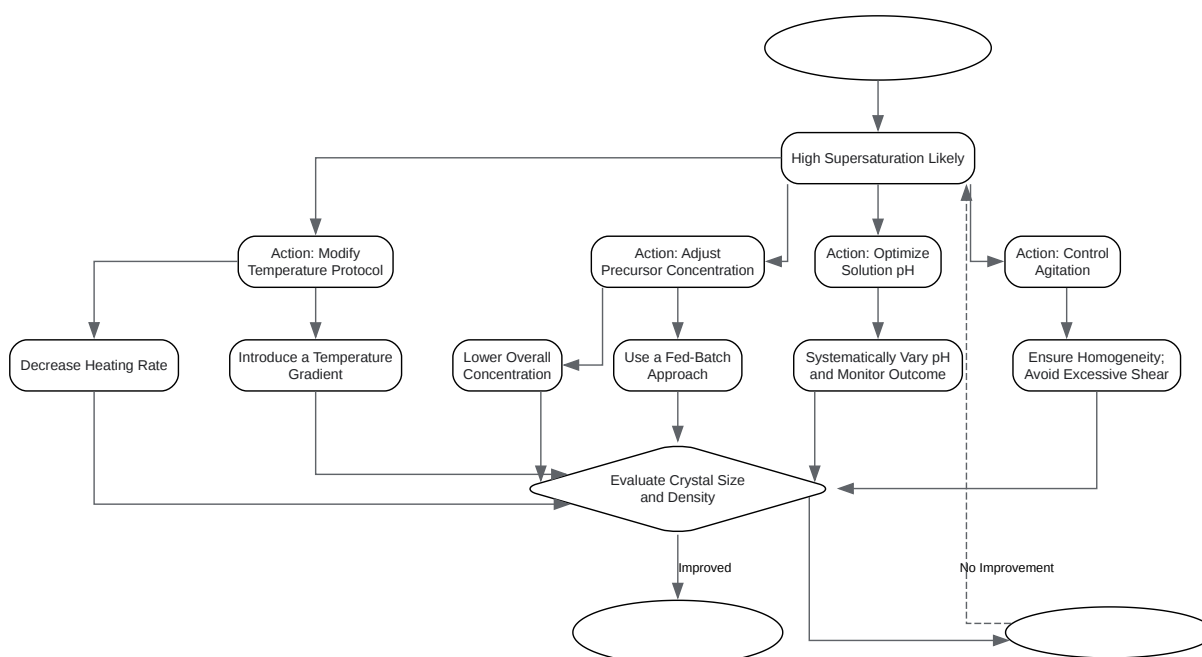 High Supersaturation Likely
Action: Modify
Temperature Protocol
Action: Adjust
Precursor Concentration
Action: Optimize
Solution pH
Action: Control
Agitation
Decrease Heating Rate
Introduce a Temperature
Gradient
Lower Overall
Concentration
Use a Fed-Batch
Approach
Systematically Vary pH
and Monitor Outcome
Ensure Homogeneity;
Avoid Excessive Shear
Evaluate Crystal Size
and Density
Improved
No Improvement